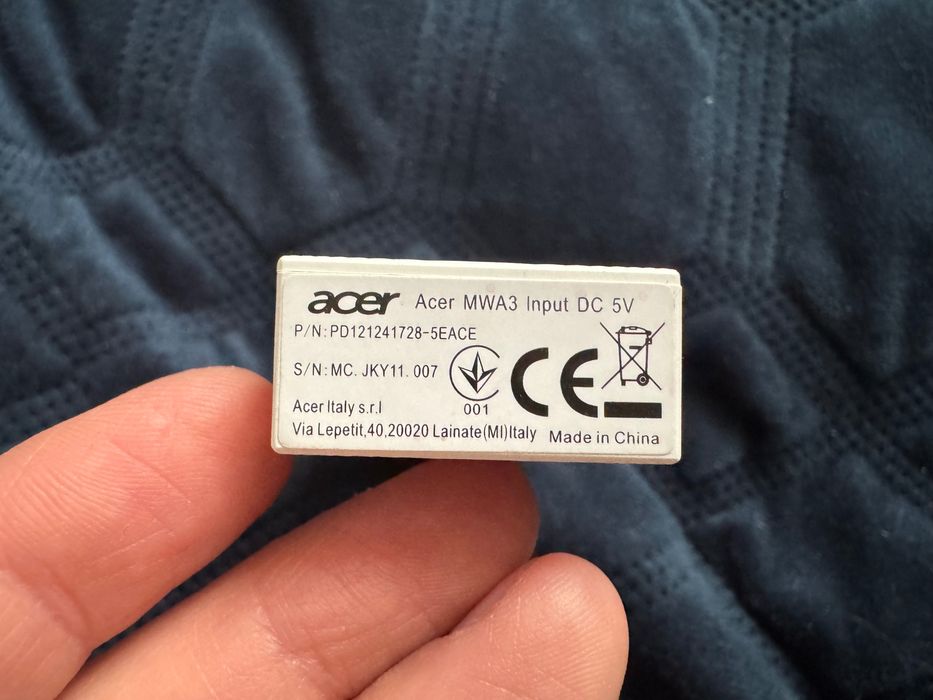 acer Acer MWA3 Input DC 5V
P/N:PD121241728-5EACE
S/N:MC. JKY11. 007
001
CE
Acer Italy s.r.l
Via Lepetit,40,20020 Lainate(MI)Italy Made in China